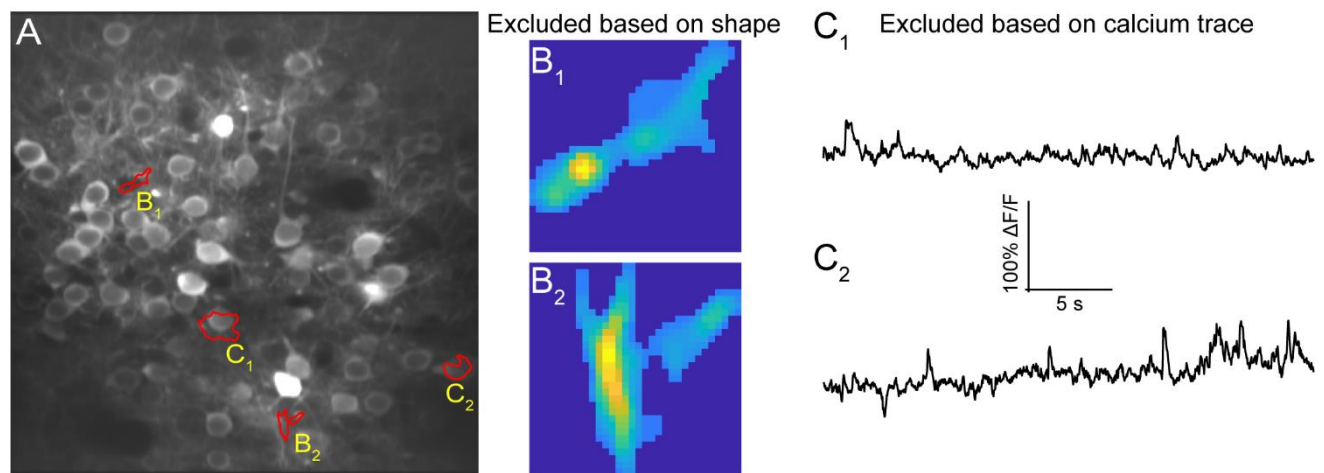 A
B1
C1
C2
B2
Excluded based on shape
B1
B2
C1 Excluded based on calcium trace
100% ΔF/F
5 s
C2